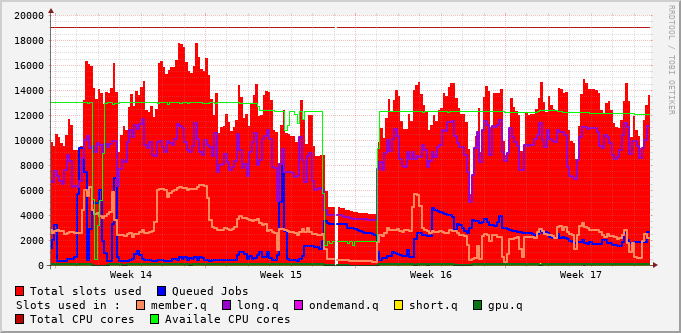 20000
18000
16000
14000
12000
10000
8000
6000
4000
2000
0
RRDTOOL / TOBI OETIKER
Week 14 Week 15 Week 16 Week 17
Total slots used Queued Jobs
Slots used in : member.q long.q ondemand.q short.q gpu.q
Total CPU cores Availale CPU cores